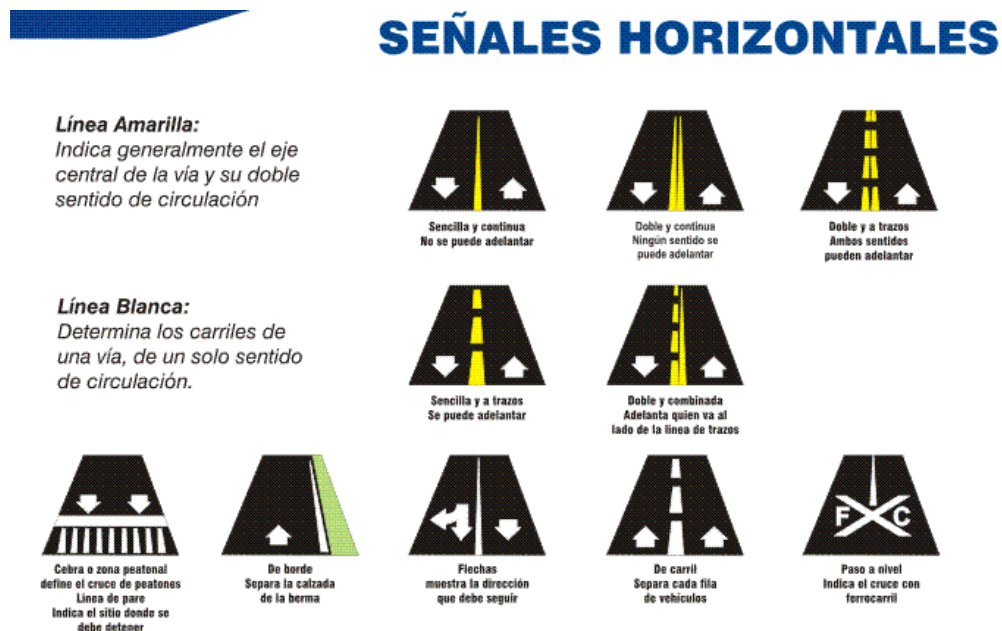 SEÑALES HORIZONTALES
Línea Amarilla:
Indica generalmente el eje
central de la vía y su doble
sentido de circulación
Sencilla y continua
No se puede adelantar
Doble y continua
Ningún sentido se
puede adelantar
Doble y a trazos
Ambos sentidos
pueden adelantar
Línea Blanca:
Determina los carriles de
una vía, de un solo sentido
de circulación.
Sencilla y a trazos
Se puede adelantar
Doble y combinada
Adelanta quien va al
lado de la linea de trazos
Cebra o zona peatonal
define el cruce de peatones
Linea de pare
Indica el sitio donde se
debe detener
De borde
Separa la calzada
de la berma
Flechas
muestra la dirección
que debe seguir
De carril
Separa cada fila
de vehículos
F C
Paso a nivel
Indica el cruce con
ferrocarril